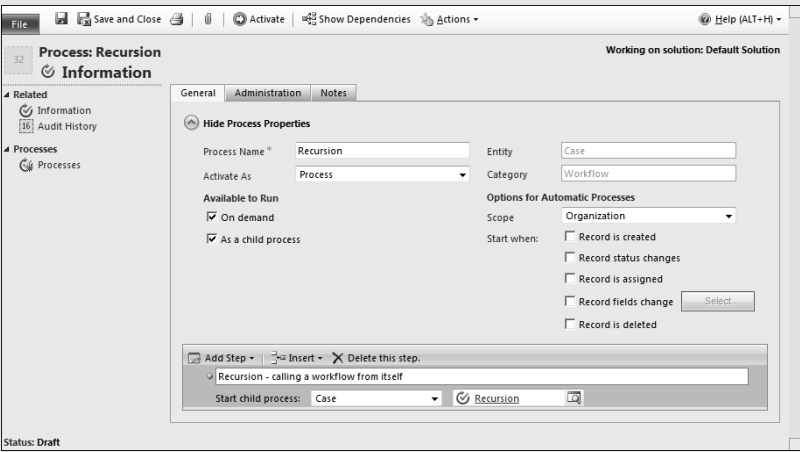 File Save and Close Activate Show Dependencies Actions Help (ALT+H)
32 Process: Recursion
Information
Working on solution: Default Solution
Related
Information
16 Audit History
Processes
Processes
General Administration Notes
Hide Process Properties
Process Name * Recursion Entity Case
Activate As Process Category Workflow
Available to Run Options for Automatic Processes
On demand Scope Organization
As a child process Start when: Record is created
Record status changes
Record is assigned
Record fields change Select
Record is deleted
Add Step Insert Delete this step.
Recursion - calling a workflow from itself
Start child process: Case Recursion
Status: Draft